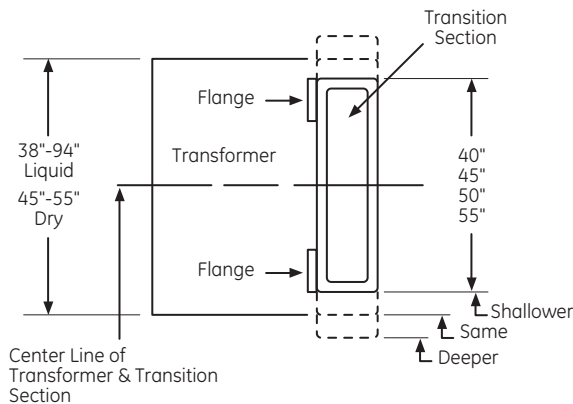 Transition
Section
Flange
38"-94"
Liquid
45"-55"
Dry
Transformer
40"
45"
50"
55"
Flange
Shallower
Same
Deeper
Center Line of
Transformer & Transition
Section